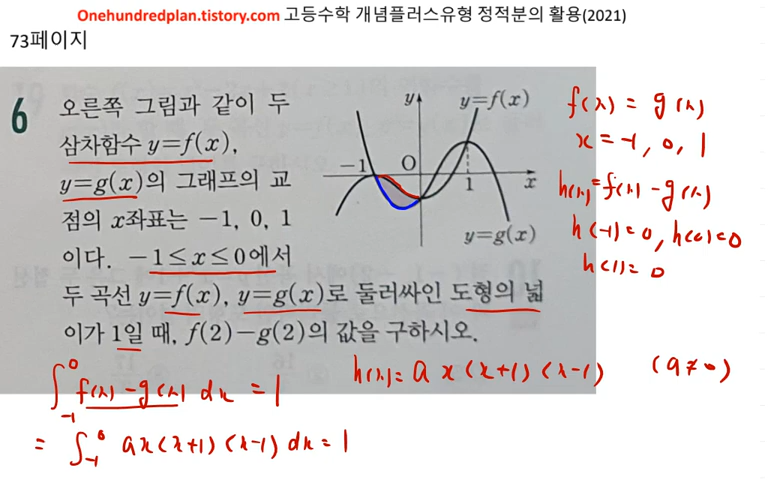 Onehundredplan.tistory.com 고등수학 개념플러스유형 정적분의 활용(2021)
73페이지
6 오른쪽 그림과 같이 두
삼차함수 y=f(x),
y=g(x)의 그래프의 교
점의 x좌표는 -1, 0, 1
이다. -1≤x≤0에서
두 곡선 y=f(x), y=g(x)로 둘러싸인 도형의 넓
이가 1일 때, f(2)-g(2)의 값을 구하시오.
y
y=f(x)
-1
O
1
x
y=g(x)
f(x) = g(x)
x = -1, 0, 1
h(x)=f(x)-g(x)
h(-1)=0, h(0)=0
h(1)=0
h(x)= a x (x+1) (x-1) (a≠0)
∫₋₁⁰ f(x)-g(x) dx = 1
= ∫₋₁⁰ ax(x+1)(x-1) dx = 1